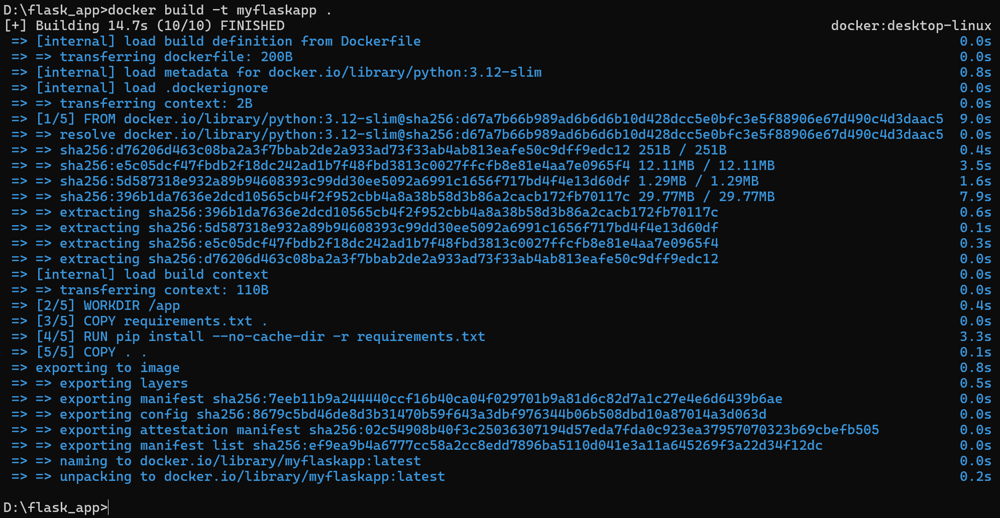 D:\flask_app>docker build -t myflaskapp .
[+] Building 14.7s (10/10) FINISHED docker:desktop-linux
=> [internal] load build definition from Dockerfile 0.0s
=> => transferring dockerfile: 200B 0.0s
=> [internal] load metadata for docker.io/library/python:3.12-slim 0.8s
=> [internal] load .dockerignore 0.0s
=> => transferring context: 2B 0.0s
=> [1/5] FROM docker.io/library/python:3.12-slim@sha256:d67a7b66b989ad6b6d6b10d428dcc5e0bfc3e5f88906e67d490c4d3daac5 9.0s
=> => resolve docker.io/library/python:3.12-slim@sha256:d67a7b66b989ad6b6d6b10d428dcc5e0bfc3e5f88906e67d490c4d3daac5 0.0s
=> => sha256:d76206d463c08ba2a3f7bbab2de2a933ad73f33ab4ab813eafe50c9dff9edc12 251B / 251B 0.4s
=> => sha256:e5c05dcf47fbdb2f18dc242ad1b7f48fbd3813c0027ffcfb8e81e4aa7e0965f4 12.11MB / 12.11MB 3.5s
=> => sha256:5d587318e932a89b94608393c99dd30ee5092a6991c1656f717bd4f4e13d60df 1.29MB / 1.29MB 1.6s
=> => sha256:396b1da7636e2dcd10565cb4f2f952cbb4a8a38b58d3b86a2cacb172fb70117c 29.77MB / 29.77MB 7.9s
=> => extracting sha256:396b1da7636e2dcd10565cb4f2f952cbb4a8a38b58d3b86a2cacb172fb70117c 0.6s
=> => extracting sha256:5d587318e932a89b94608393c99dd30ee5092a6991c1656f717bd4f4e13d60df 0.1s
=> => extracting sha256:e5c05dcf47fbdb2f18dc242ad1b7f48fbd3813c0027ffcfb8e81e4aa7e0965f4 0.3s
=> => extracting sha256:d76206d463c08ba2a3f7bbab2de2a933ad73f33ab4ab813eafe50c9dff9edc12 0.0s
=> [internal] load build context 0.0s
=> => transferring context: 110B 0.0s
=> [2/5] WORKDIR /app 0.4s
=> [3/5] COPY requirements.txt . 0.0s
=> [4/5] RUN pip install --no-cache-dir -r requirements.txt 3.3s
=> [5/5] COPY . . 0.1s
=> exporting to image 0.8s
=> => exporting layers 0.5s
=> => exporting manifest sha256:7eeb11b9a244440ccf16b40ca04f029701b9a81d6c82d7a1c27e4e6d6439b6ae 0.0s
=> => exporting config sha256:8679c5bd46de8d3b31470b59f643a3dbf976344b06b508dbd10a87014a3d063d 0.0s
=> => exporting attestation manifest sha256:02c54908b40f3c25036307194d57eda7fda0c923ea37957070323b69cbefb505 0.0s
=> => exporting manifest list sha256:ef9ea9b4a6777cc58a2cc8edd7896ba5110d041e3a11a645269f3a22d34f12dc 0.0s
=> => naming to docker.io/library/myflaskapp:latest 0.0s
=> => unpacking to docker.io/library/myflaskapp:latest 0.2s
D:\flask_app>